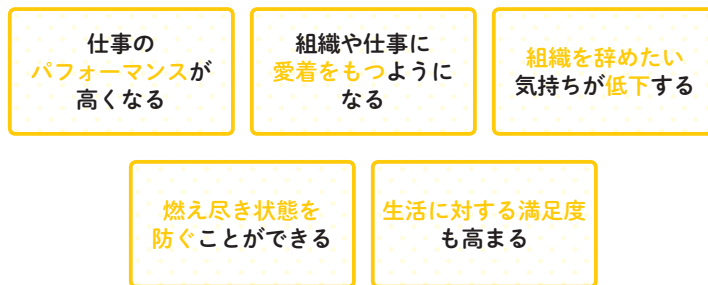 仕事の
パフォーマンスが
高くなる
組織や仕事に
愛着をもつように
なる
組織を辞めたい
気持ちが低下する
燃え尽き状態を
防ぐことができる
生活に対する満足度
も高まる